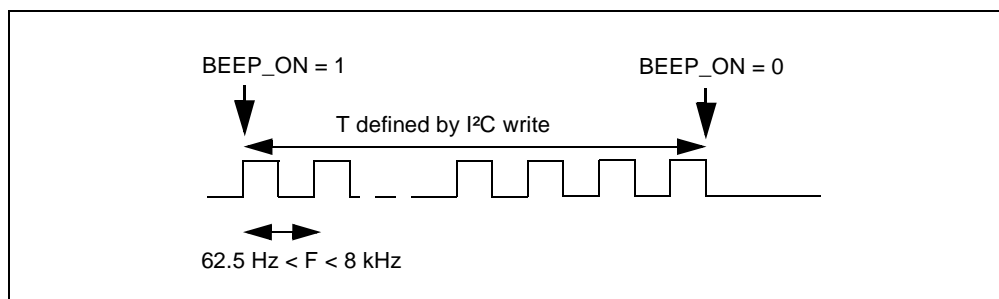 BEEP_ON = 1
BEEP_ON = 0
T defined by I²C write
62.5 Hz < F < 8 kHz